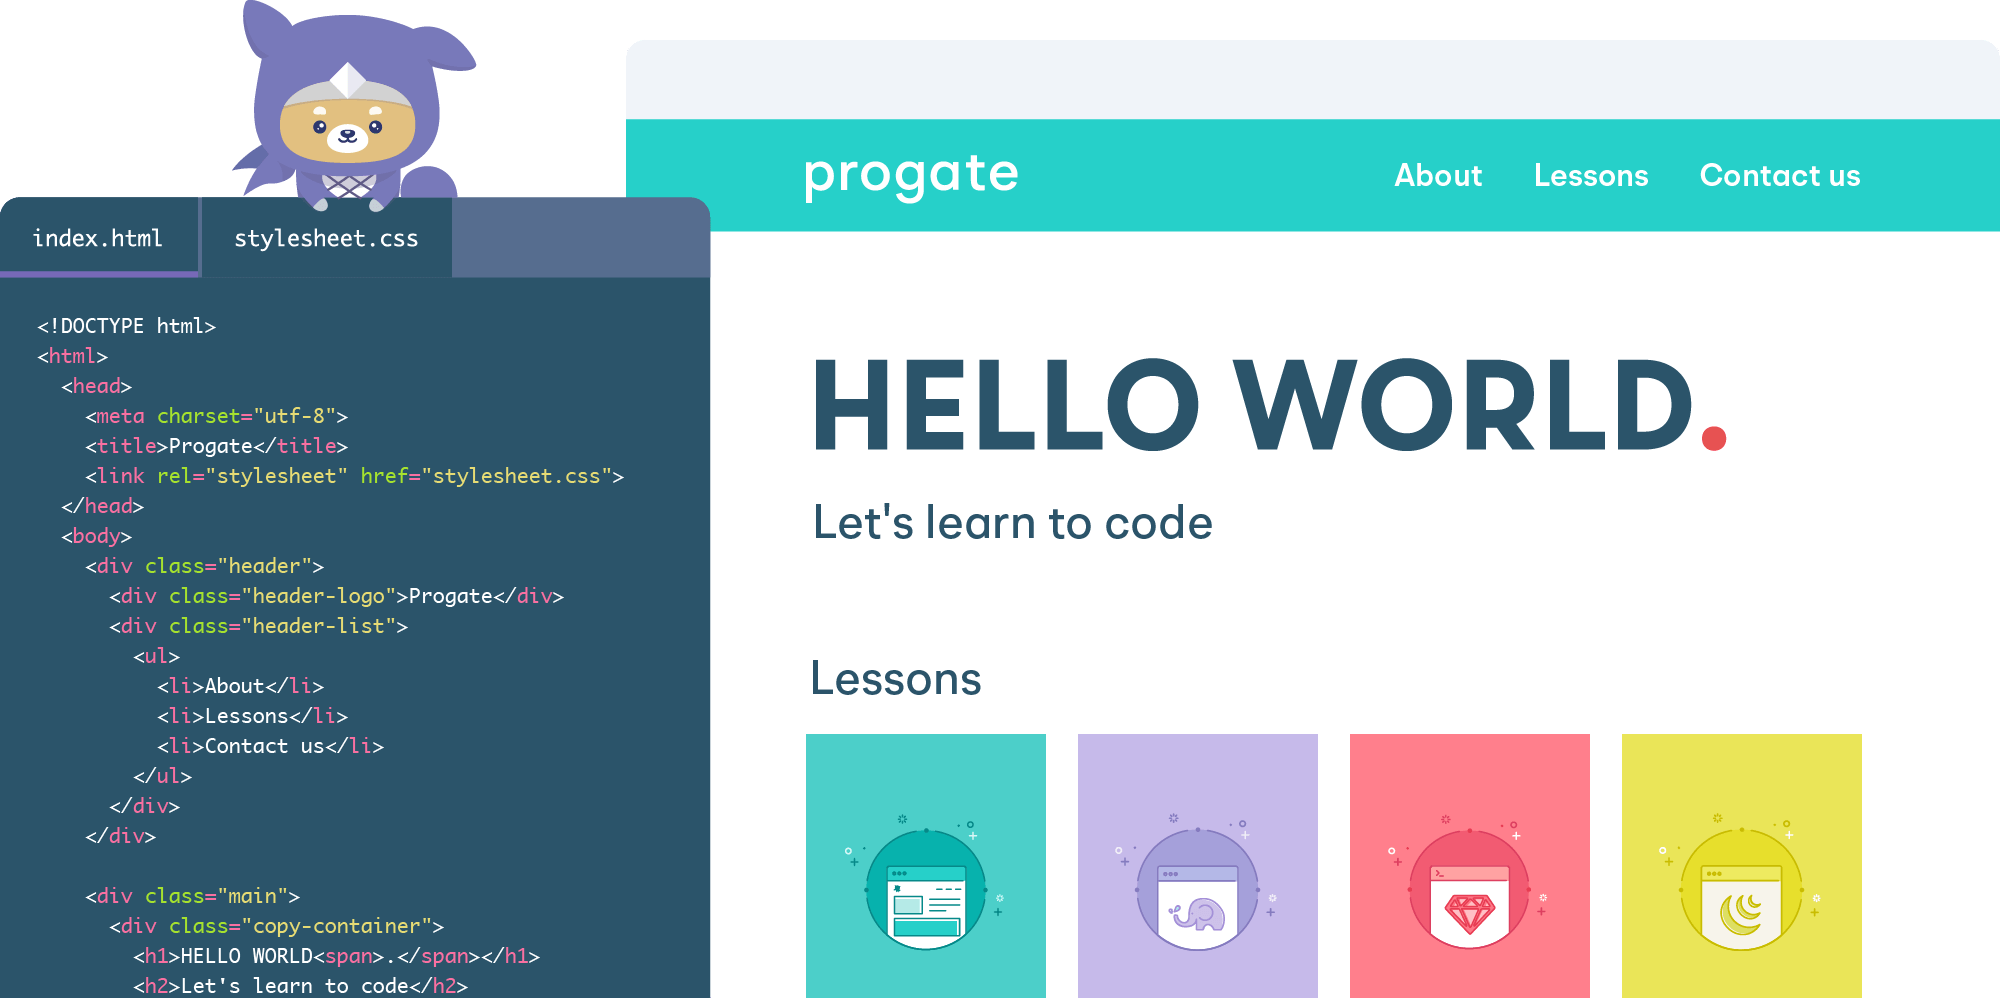 index.html
stylesheet.css
<!DOCTYPE html>
<html>
  <head>
    <meta charset="utf-8">
    <title>Progate</title>
    <link rel="stylesheet" href="stylesheet.css">
  </head>
  <body>
    <div class="header">
      <div class="header-logo">Progate</div>
      <div class="header-list">
        <ul>
          <li>About</li>
          <li>Lessons</li>
          <li>Contact us</li>
        </ul>
      </div>
    </div>

    <div class="main">
      <div class="copy-container">
        <h1>HELLO WORLD<span>.</span></h1>
        <h2>Let's learn to code</h2>
progate
About
Lessons
Contact us
HELLO WORLD.
Let's learn to code
Lessons